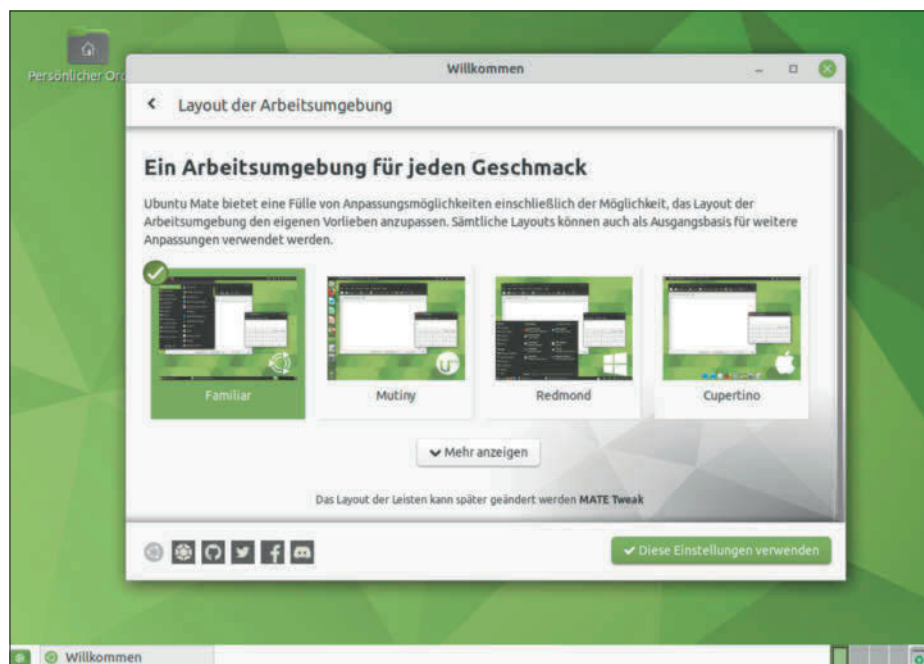 Persönlicher Ord
Willkommen
Layout der Arbeitsumgebung
Ein Arbeitsumgebung für jeden Geschmack
Ubuntu Mate bietet eine Fülle von Anpassungsmöglichkeiten einschließlich der Möglichkeit, das Layout der
Arbeitsumgebung den eigenen Vorlieben anzupassen. Sämtliche Layouts können auch als Ausgangsbasis für weitere
Anpassungen verwendet werden.
Familiar
Mutiny
Redmond
Cupertino
Mehr anzeigen
Das Layout der Leisten kann später geändert werden MATE Tweak
Diese Einstellungen verwenden
Willkommen